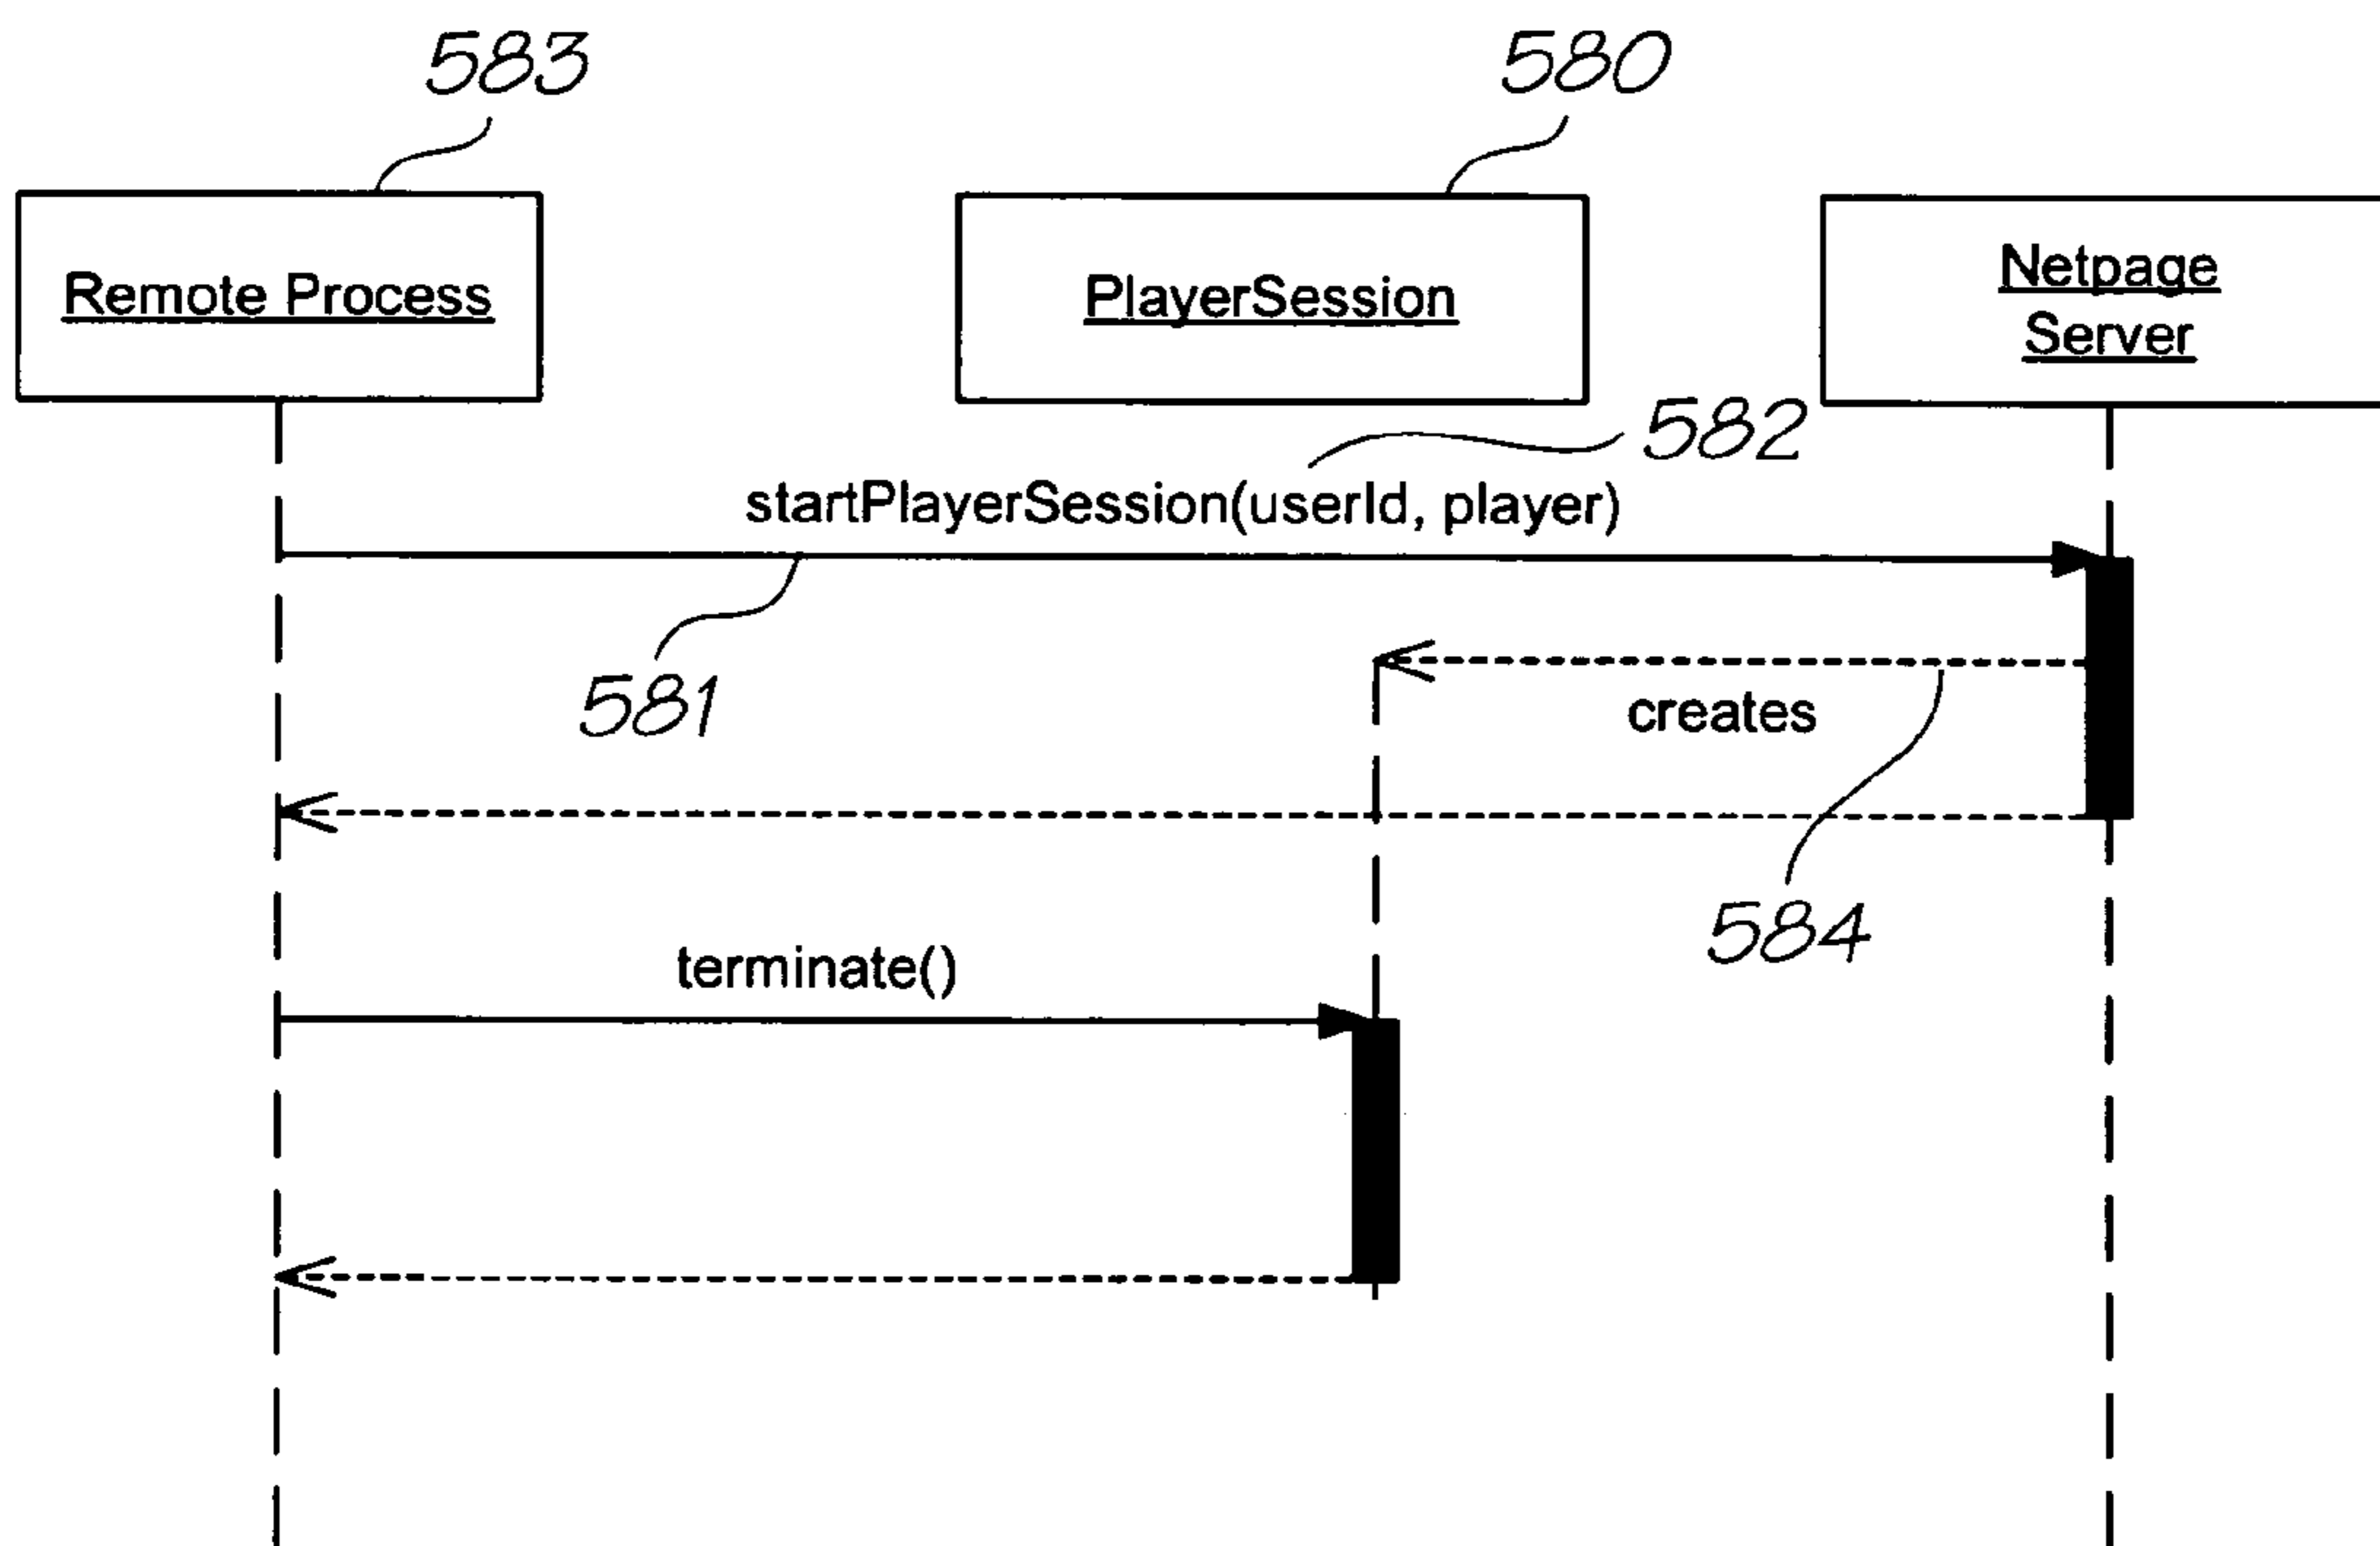 583
580
Remote Process
PlayerSession
Netpage
Server
582
startPlayerSession(userId, player)
581
creates
584
terminate()